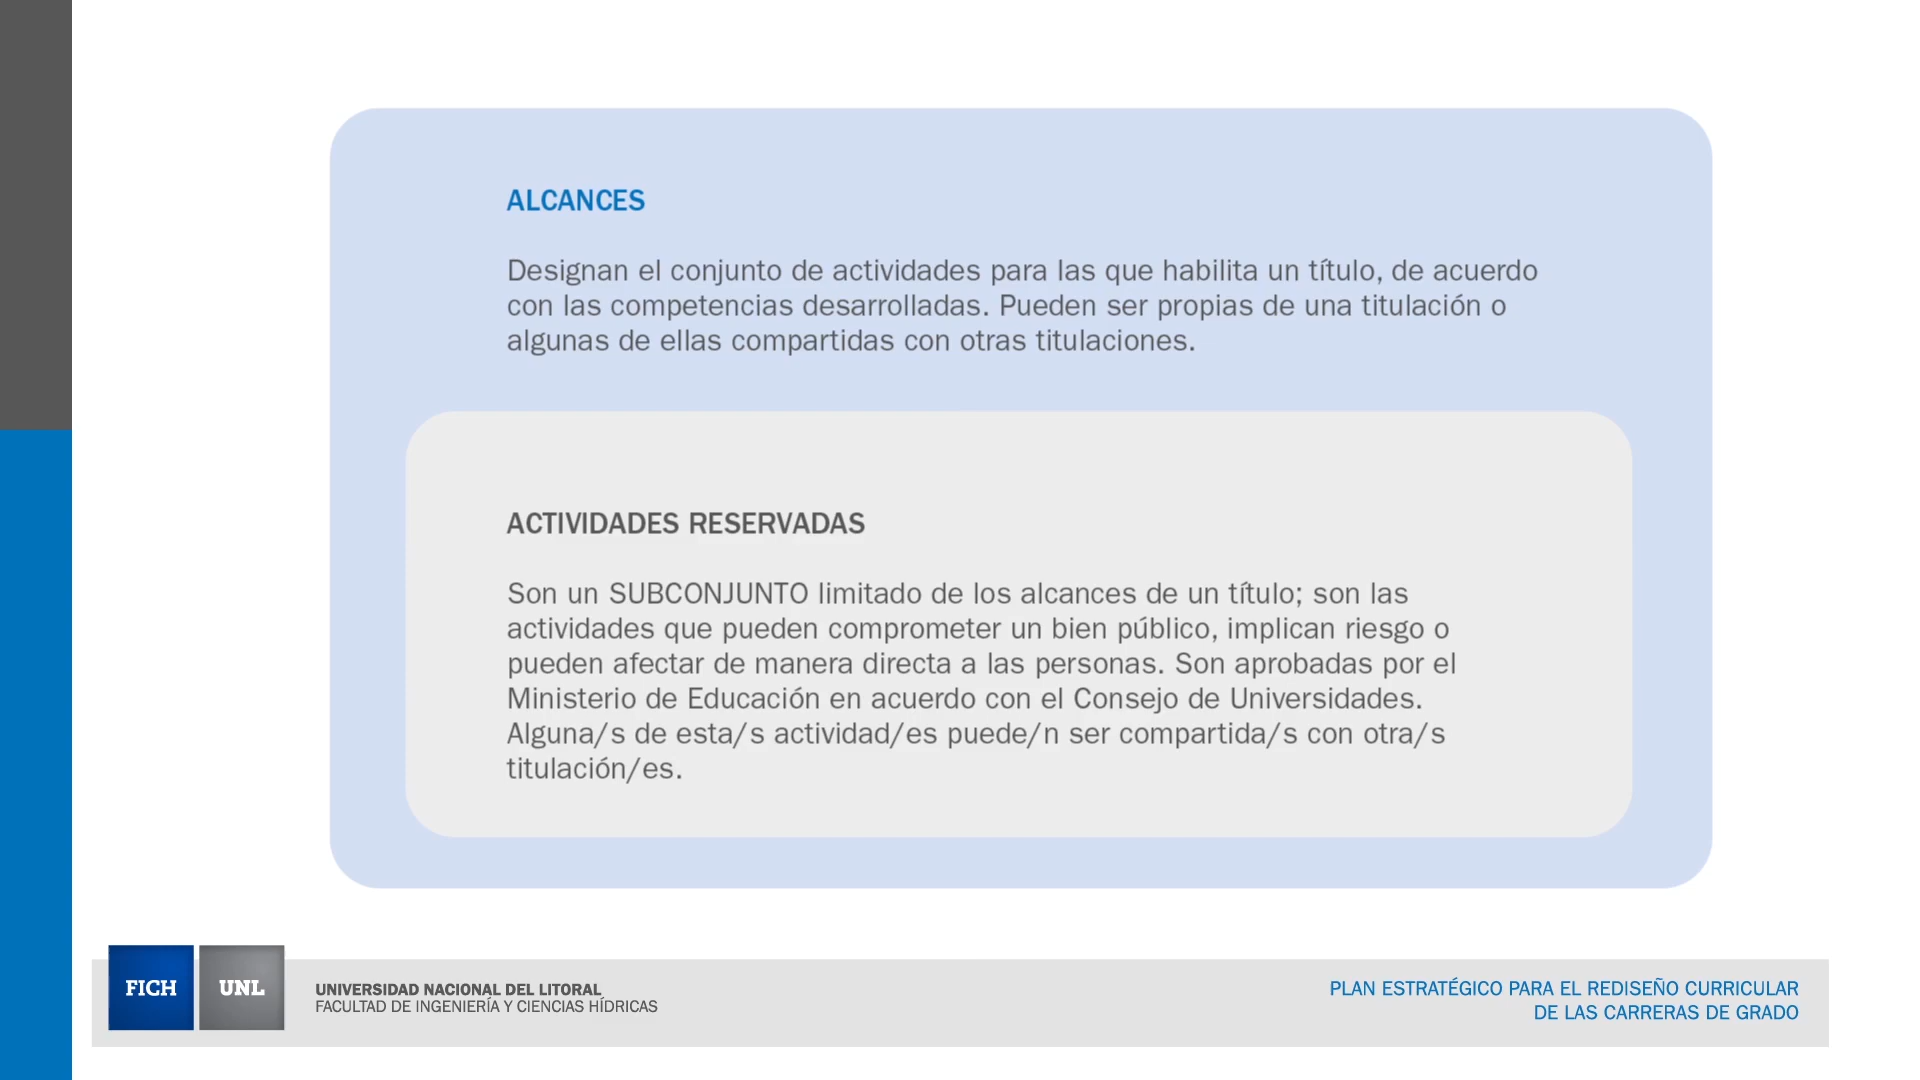 ALCANCES
Designan el conjunto de actividades para las que habilita un título, de acuerdo
con las competencias desarrolladas. Pueden ser propias de una titulación o
algunas de ellas compartidas con otras titulaciones.
ACTIVIDADES RESERVADAS
Son un SUBCONJUNTO limitado de los alcances de un título; son las
actividades que pueden comprometer un bien público, implican riesgo o
pueden afectar de manera directa a las personas. Son aprobadas por el
Ministerio de Educación en acuerdo con el Consejo de Universidades.
Alguna/s de esta/s actividad/es puede/n ser compartida/s con otra/s
titulación/es.
FICH UNL
UNIVERSIDAD NACIONAL DEL LITORAL
FACULTAD DE INGENIERÍA Y CIENCIAS HÍDRICAS
PLAN ESTRATÉGICO PARA EL REDISEÑO CURRICULAR
DE LAS CARRERAS DE GRADO